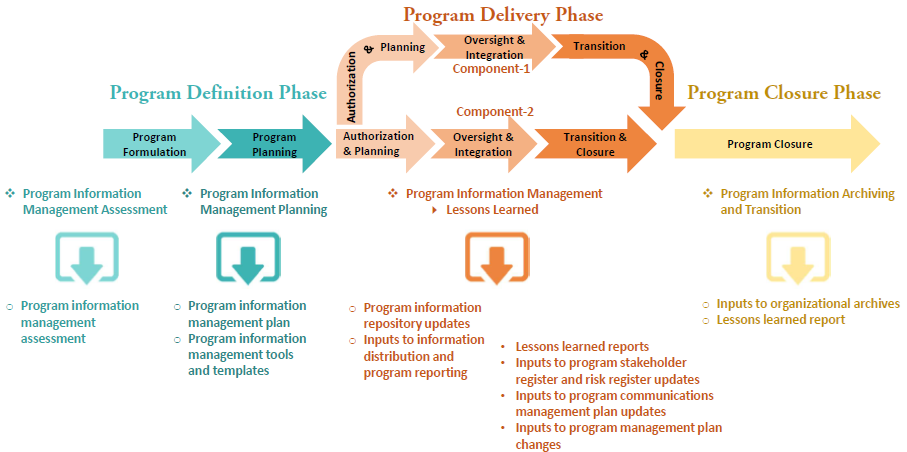 Program Delivery Phase
Authorization
& Planning
Oversight &
Integration
Component-1
Transition
& Closure
Program Definition Phase
Program Closure Phase
Component-2
Program
Formulation
Program
Planning
Authorization
& Planning
Oversight &
Integration
Transition &
Closure
Program Closure
❖ Program Information
Management Assessment
❖ Program Information
Management Planning
❖ Program Information Management
Lessons Learned
❖ Program Information Archiving
and Transition
o Program information
management
assessment
o Program information
management plan
o Program information
management tools
and templates
o Program information
repository updates
o Inputs to information
distribution and
program reporting
• Lessons learned reports
• Inputs to program stakeholder
register and risk register updates
• Inputs to program communications
management plan updates
• Inputs to program management plan
changes
o Inputs to organizational archives
o Lessons learned report